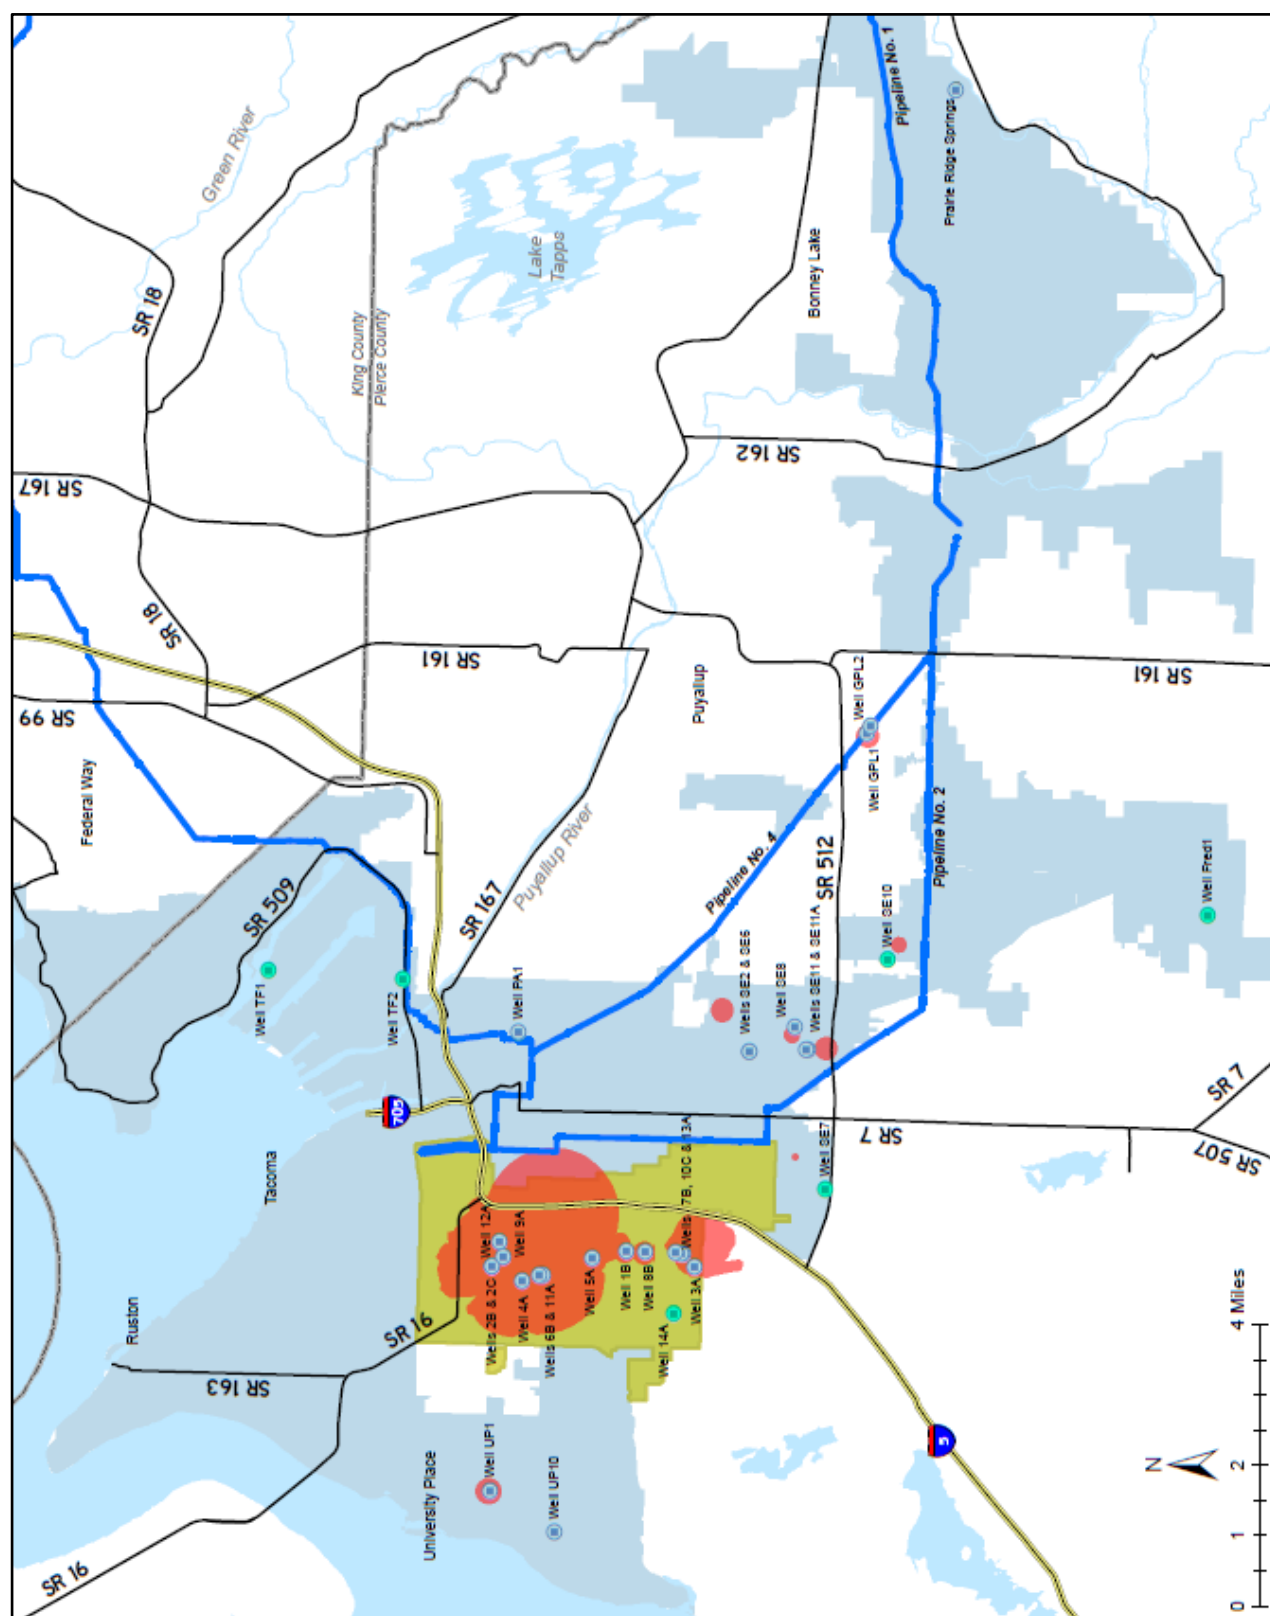 Green River
SR 18
King County
Pierce County
Lake
Tapps
Pipeline No. 1
Prairie Ridge Springs
Bonney Lake
SR 167
SR 18
SR 162
SR 161
SR 99
Federal Way
Puyallup
SR 161
Well GPL2
Well GPL1
Puyallup River
Pipeline No. 4
SR 512
Pipeline No. 2
SR 509
SR 167
Well TF1
Well TF2
Well PA1
Wells SE2 & SE6
Well SE8
Wells SE11 & SE11A
Well SE10
Well Fred1
705
SR 7
SR 7
SR 507
Well SE7
Tacoma
Ruston
SR 16
SR 163
Well 12A
Well 9A
Wells 2B & 2C
Well 4A
Wells 6B & 11A
Well 5A
Well 1B
Well 8B
Wells 7B, 10C & 13A
Well 3A
Well 14A
University Place
Well UP1
Well UP10
SR 16
5
N
0 1 2 4 Miles